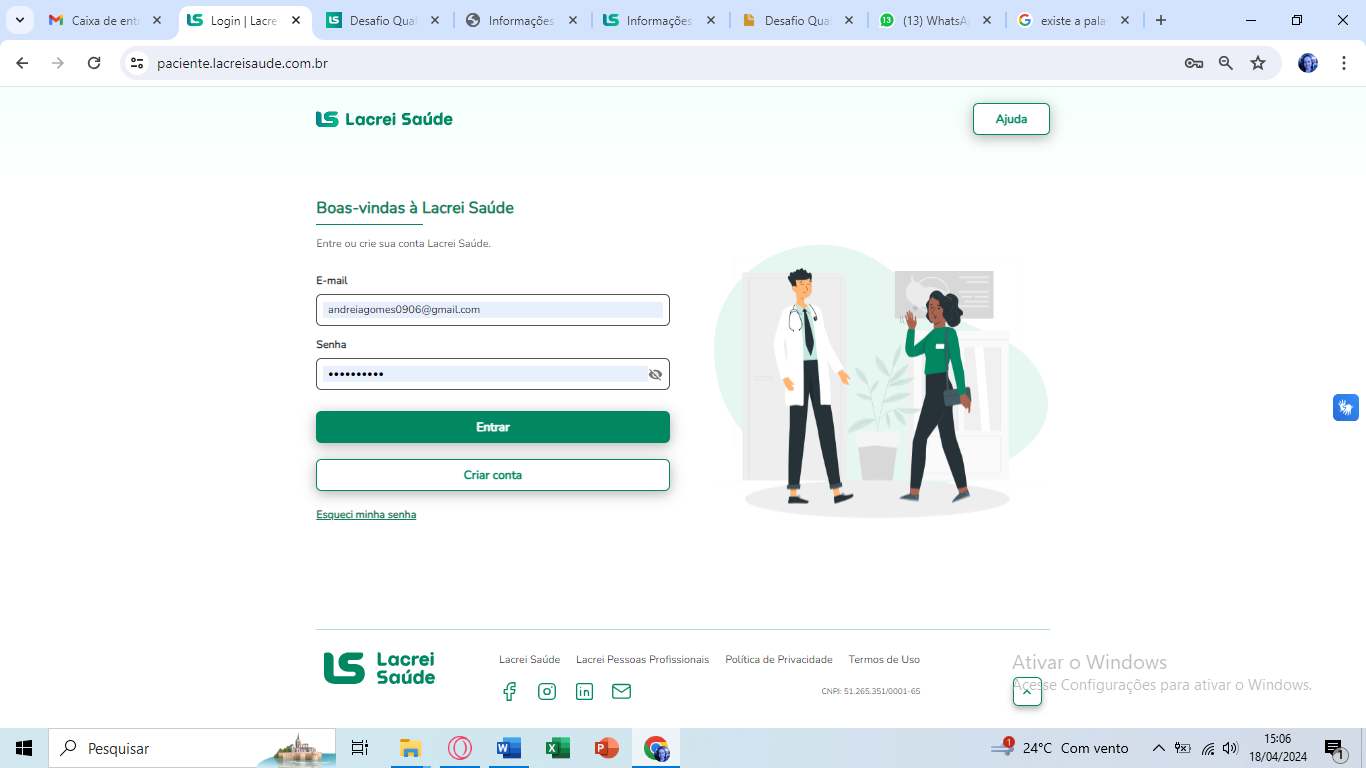 Caixa de ent
Login | Lacre
Desafio Qual
Informações
Informações
Desafio Qua
(13) WhatsAp
existe a pala
paciente.lacreisaude.com.br
LS Lacrei Saúde
Ajuda
Boas-vindas à Lacrei Saúde
Entre ou crie sua conta Lacrei Saúde.
E-mail
andreiagomes0906@gmail.com
Senha
••••••••••
Entrar
Criar conta
Esqueci minha senha
LS Lacrei
Saúde
Lacrei Saúde Lacrei Pessoas Profissionais Política de Privacidade Termos de Uso
CNPJ: 51.265.351/0001-65
Ativar o Windows
Acesse Configurações para ativar o Windows.
Pesquisar
24°C Com vento
15:06
18/04/2024